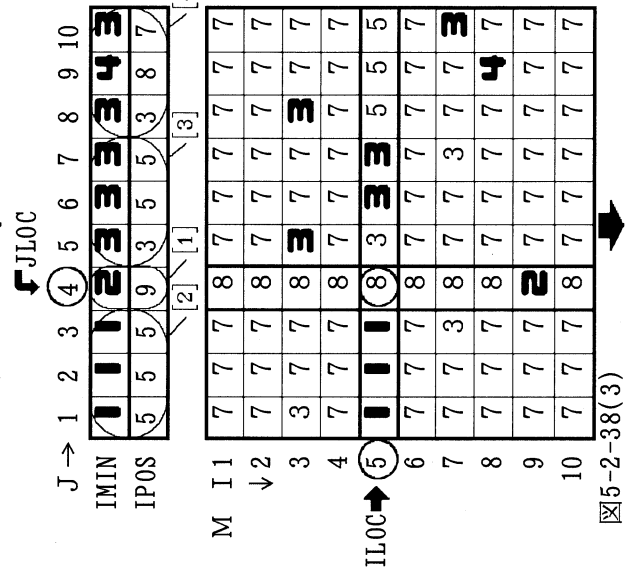 JLOC
J→ 1 2 3 4 5 6 7 8 9 10
IMIN 1 1 1 2 3 3 3 3 4 3
IPOS 5 5 5 9 3 5 5 3 8 7
[2] [1] [3]
M I1 7 7 7 8 7 7 7 7 7 7
↓2 7 7 7 8 7 7 7 7 7 7
3 3 7 7 8 3 7 7 3 7 7
4 7 7 7 8 7 7 7 7 7 7
ILOC 5 1 1 1 8 3 3 3 5 5 5
6 7 7 7 8 7 7 7 7 7 7
7 7 7 3 8 7 7 3 7 7 3
8 7 7 7 8 7 7 7 7 4 7
9 7 7 7 2 7 7 7 7 7 7
10 7 7 7 8 7 7 7 7 7 7
図5-2-38(3)